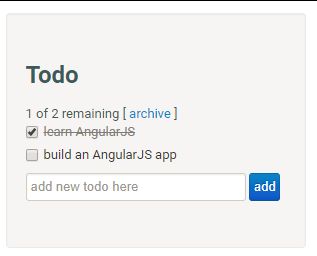 Todo
1 of 2 remaining [ archive ]
learn AngularJS
build an AngularJS app
add new todo here
add